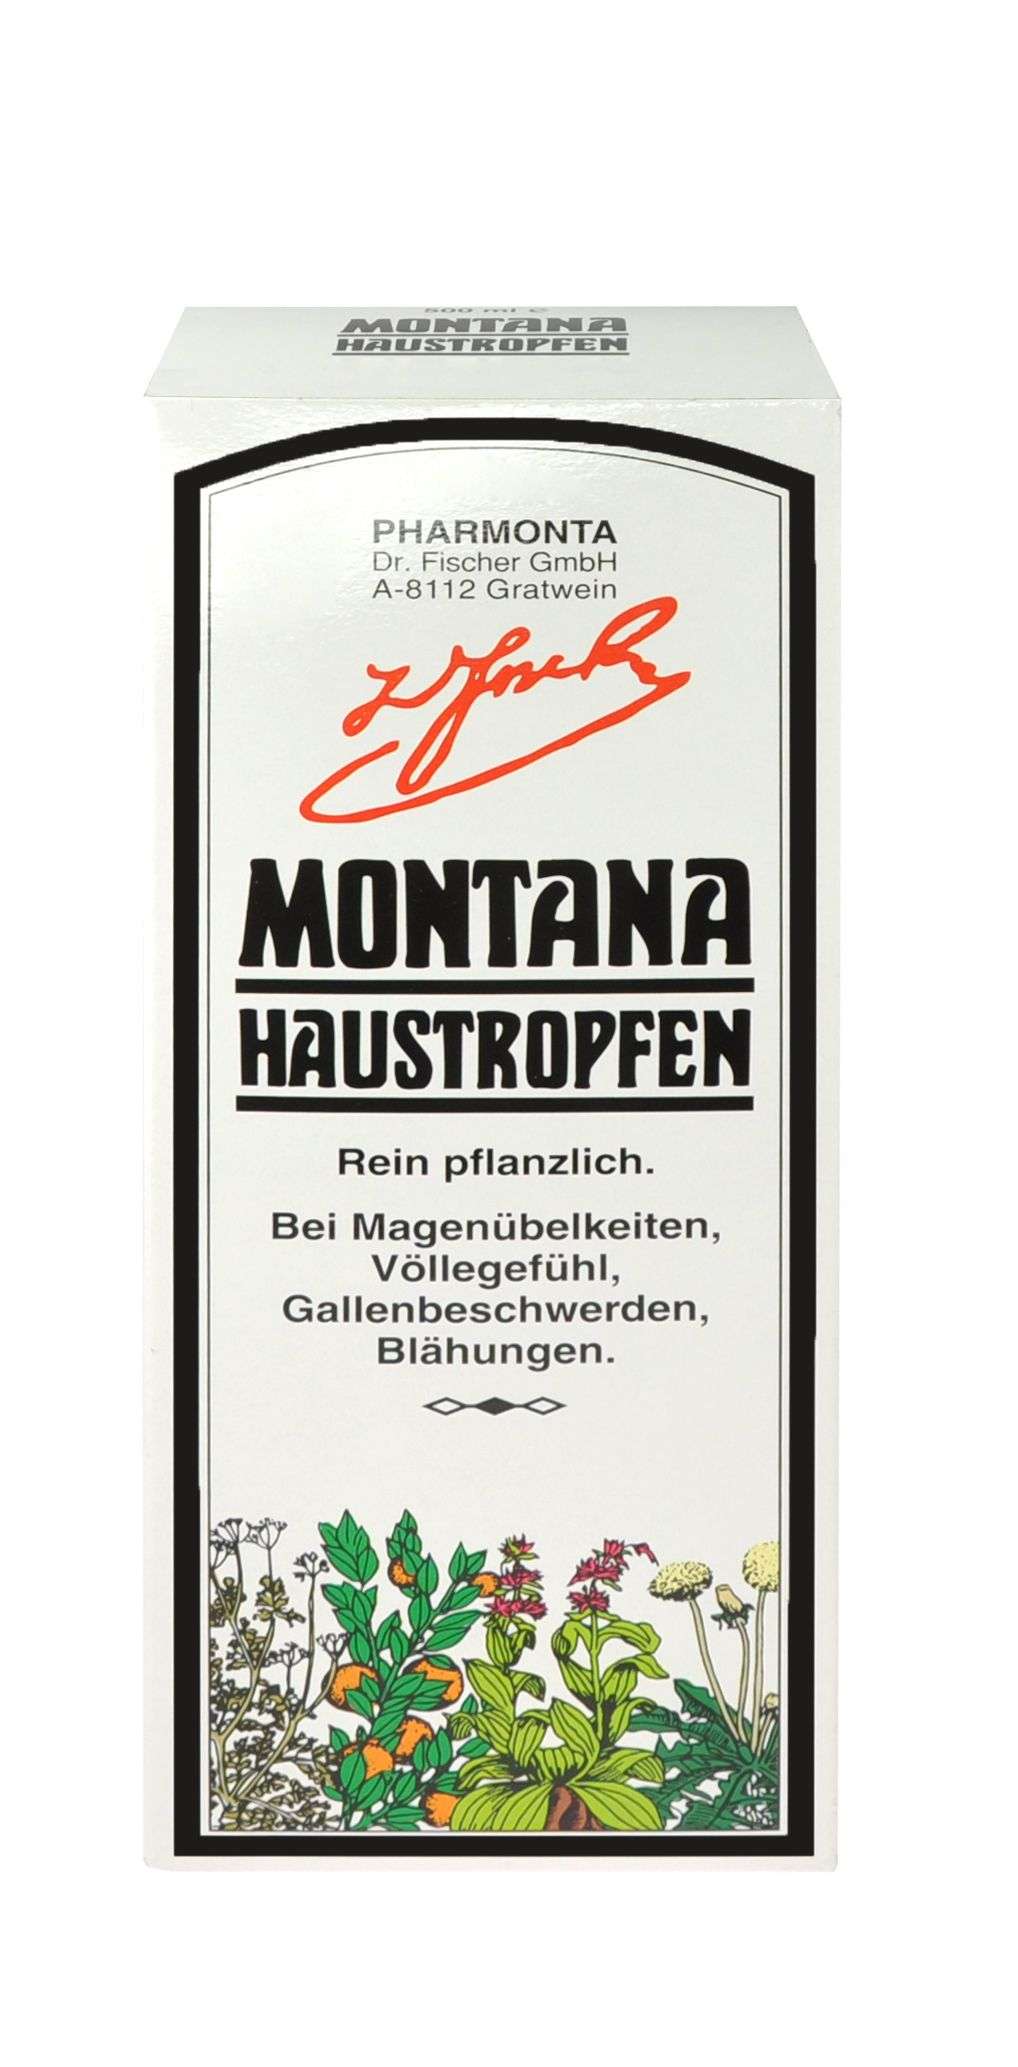 500 ml e
MONTANA
HAUSTROPFEN
PHARMONTA
Dr. Fischer GmbH
A-8112 Gratwein
MONTANA
HAUSTROPFEN
Rein pflanzlich.
Bei Magenübelkeiten,
Völlegefühl,
Gallenbeschwerden,
Blähungen.